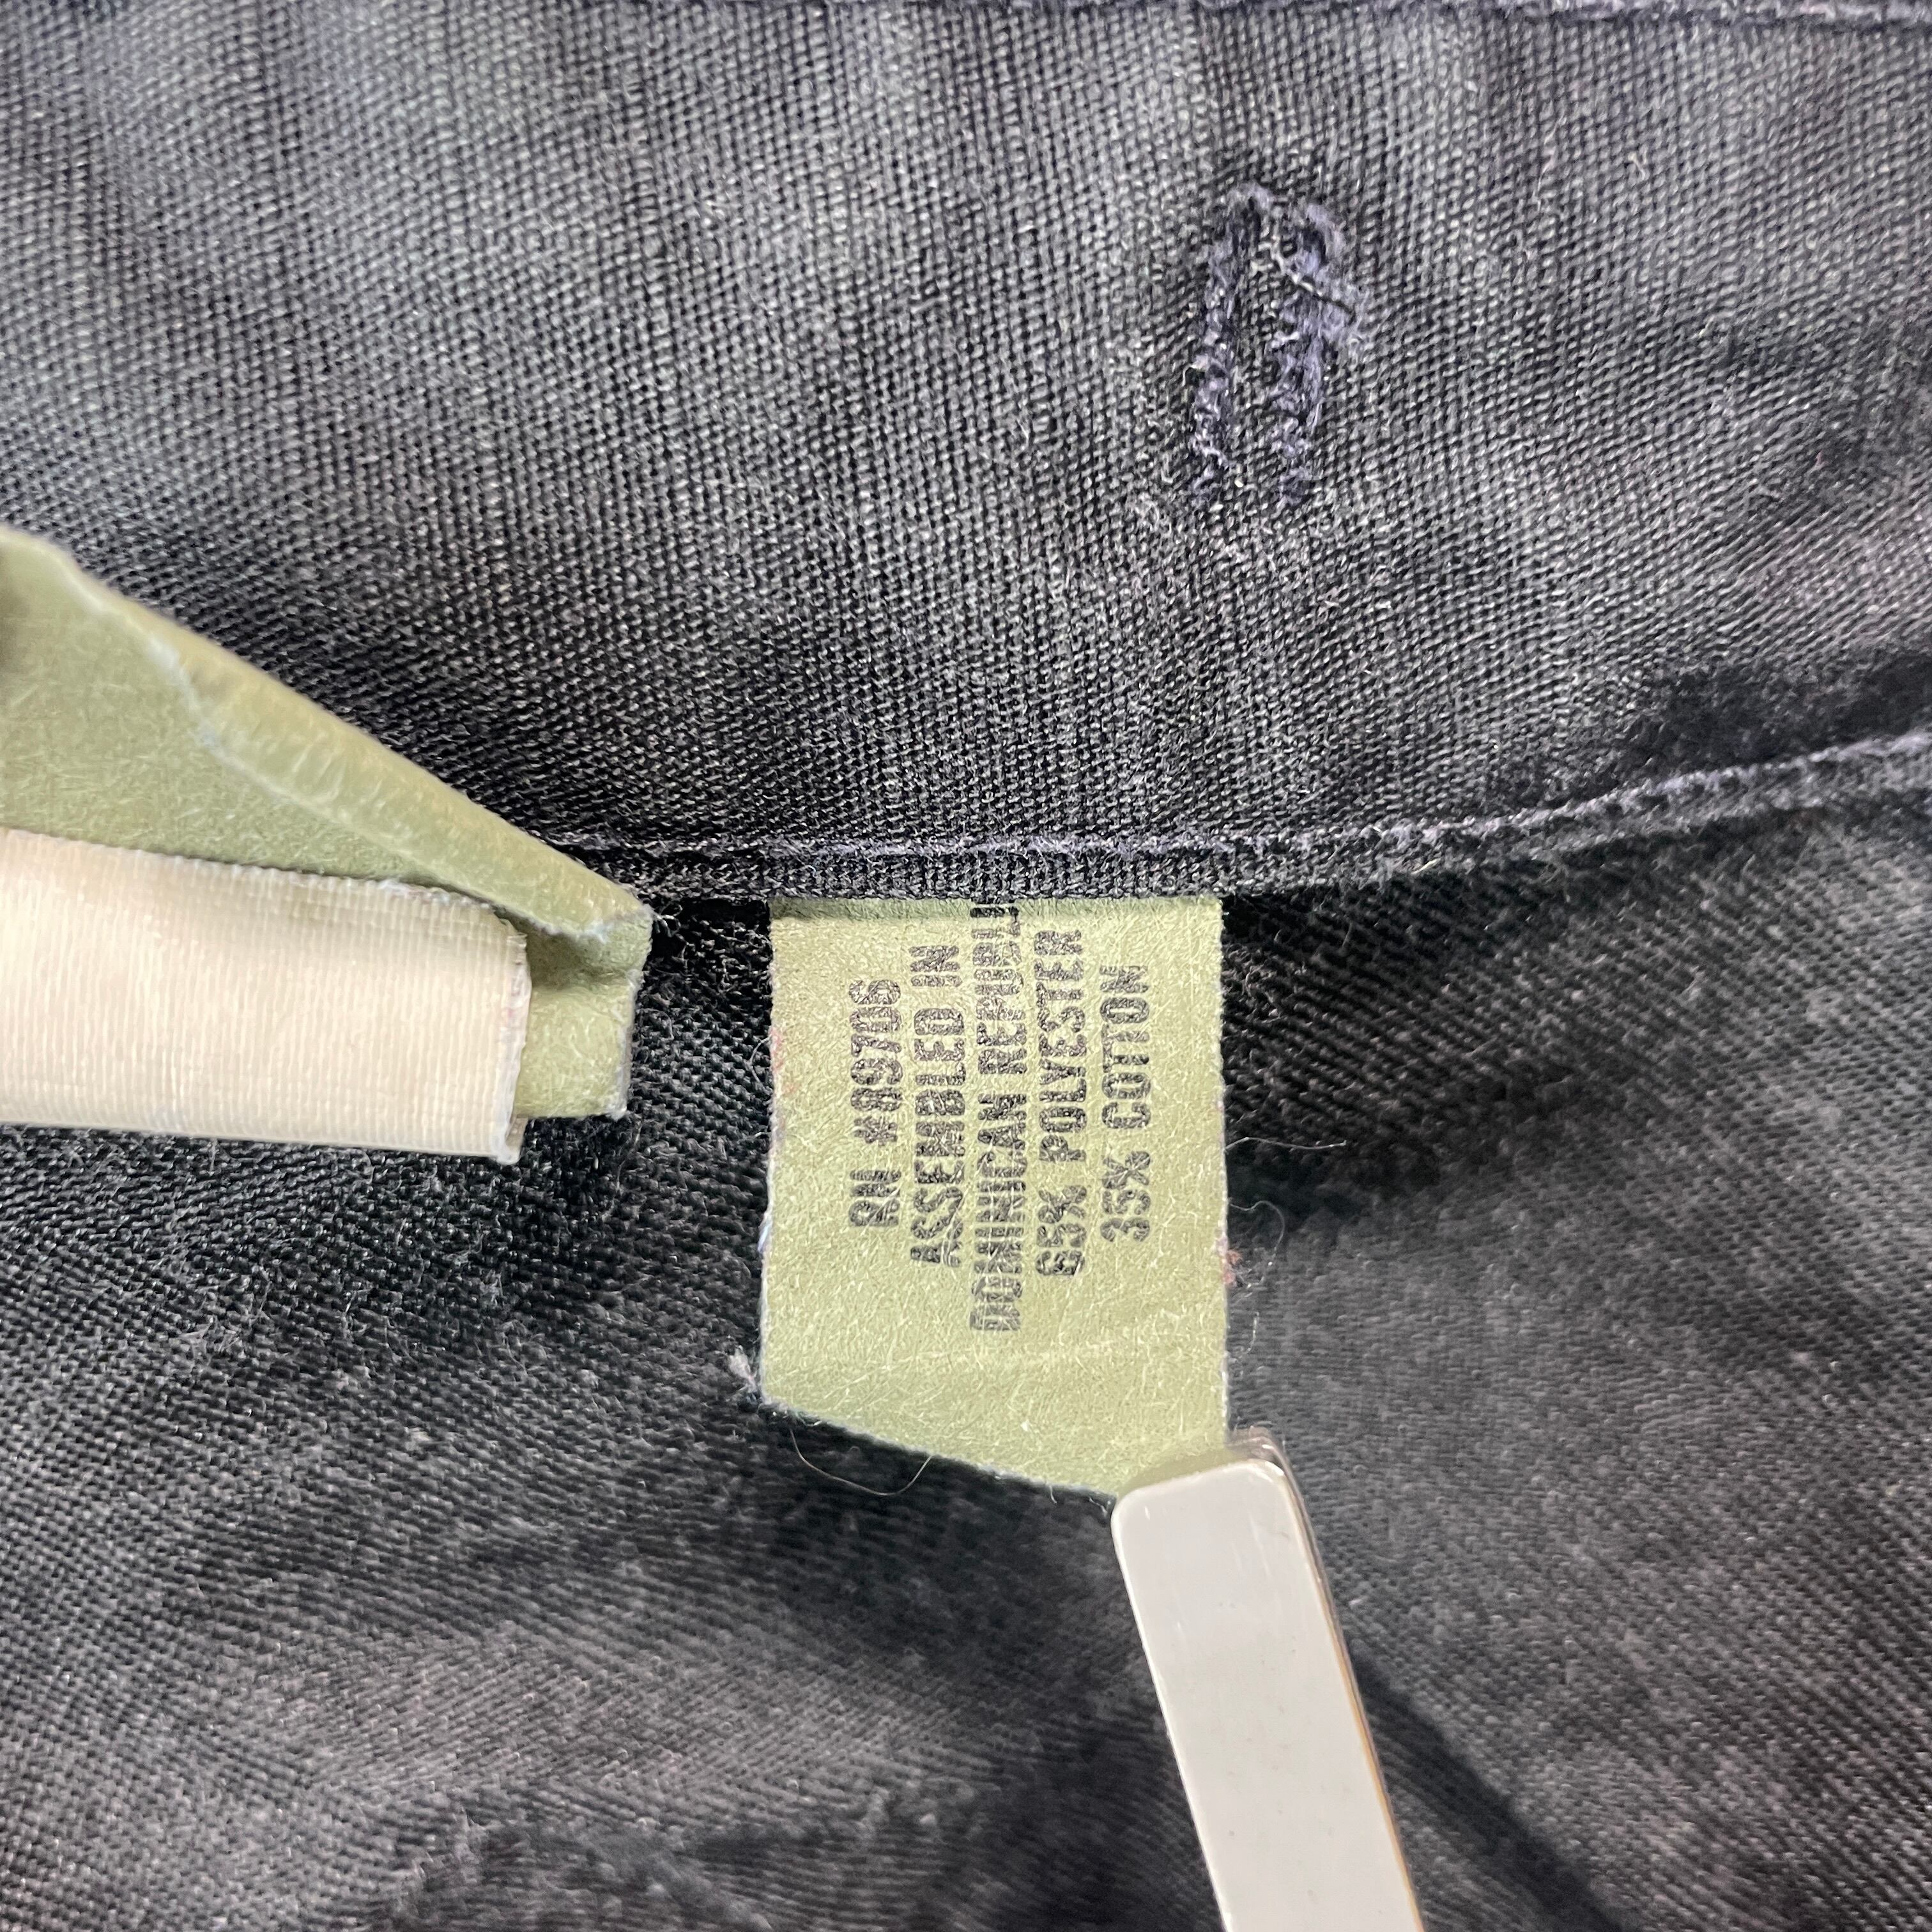 RN #89706
ASSEMBLED IN
DOMINICAN REPUBL
65% POLYESTER
35% COTTON